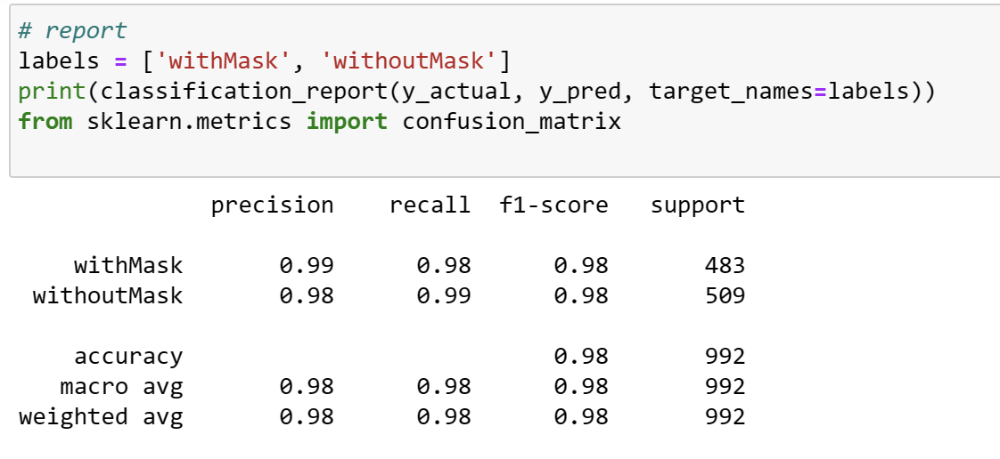 # report
labels = ['withMask', 'withoutMask']
print(classification_report(y_actual, y_pred, target_names=labels))
from sklearn.metrics import confusion_matrix
precision recall f1-score support
withMask 0.99 0.98 0.98 483
withoutMask 0.98 0.99 0.98 509
accuracy 0.98 992
macro avg 0.98 0.98 0.98 992
weighted avg 0.98 0.98 0.98 992